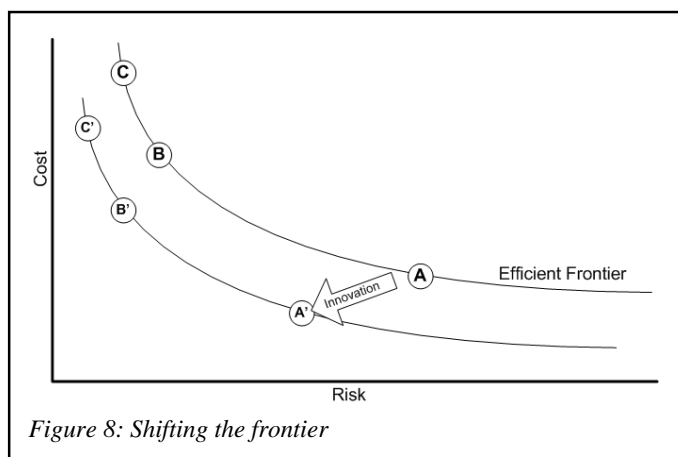 C
C'
B
Cost
B'
A
Efficient Frontier
Innovation
A'
Risk
Figure 8: Shifting the frontier